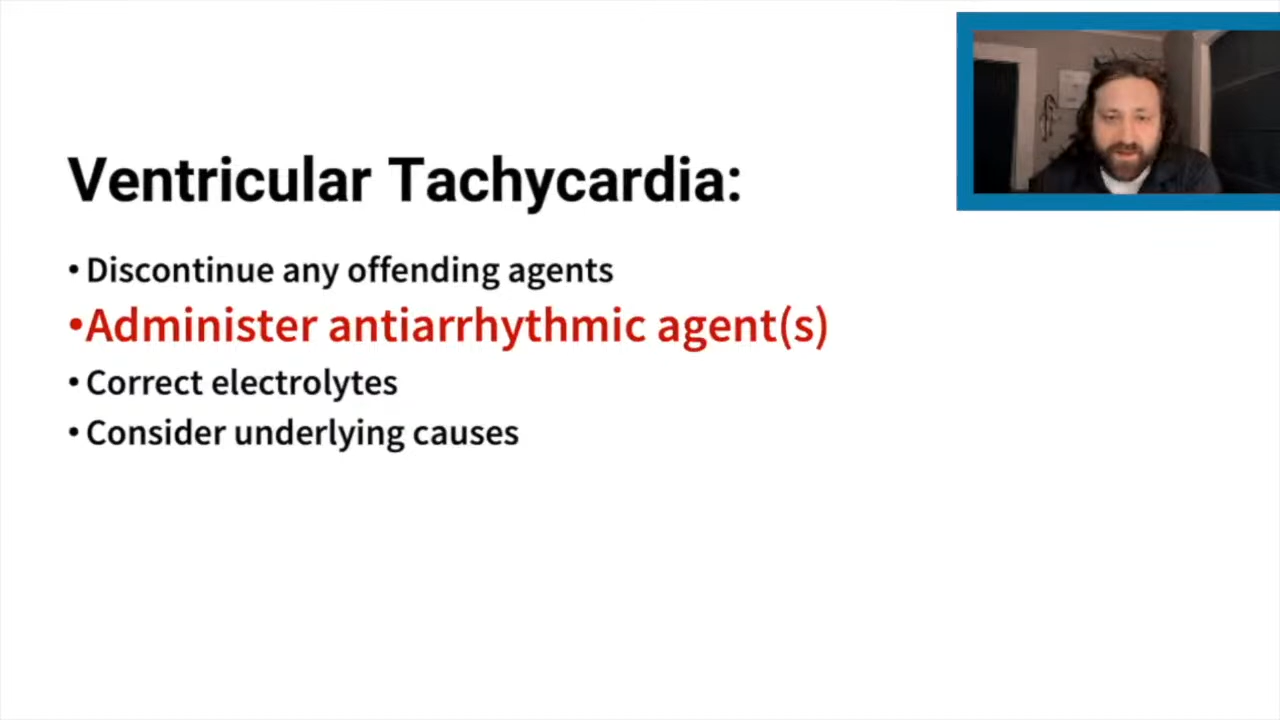 Ventricular Tachycardia:
• Discontinue any offending agents
•Administer antiarrhythmic agent(s)
• Correct electrolytes
• Consider underlying causes